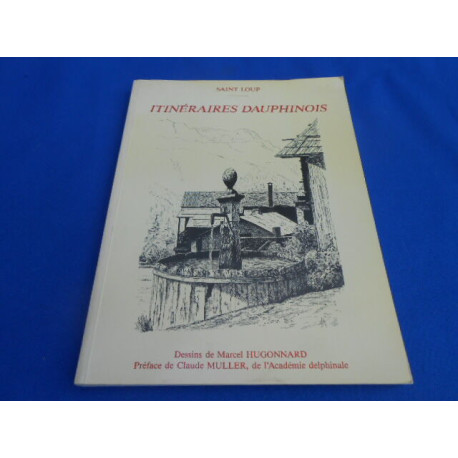 SAINT LOUP
ITINÉRAIRES DAUPHINOIS
Dessins de Marcel HUGONNARD
Préface de Claude MULLER, de l'Académie delphinale